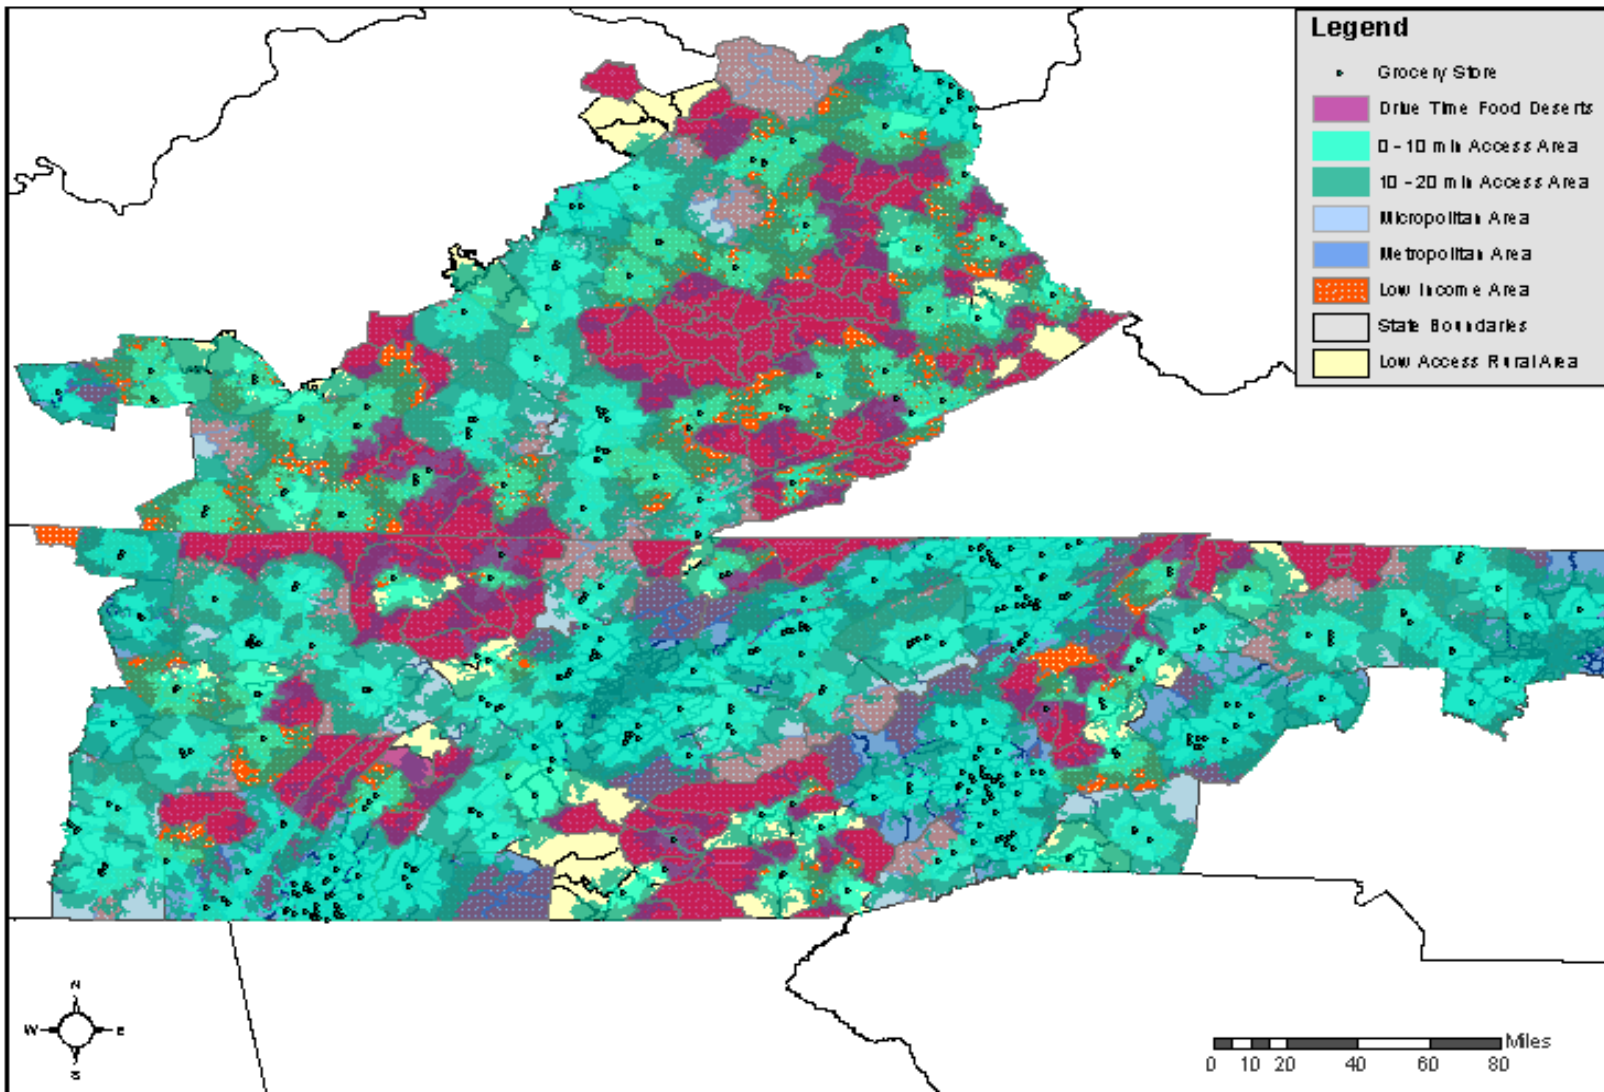 Legend
Grocery Store
Drive Time Food Deserts
0 - 10 min Access Area
10 - 20 min Access Area
Micropolitan Area
Metropolitan Area
Low Income Area
State Boundaries
Low Access Rural Area
N
W
E
S
Miles
0 10 20 40 60 80